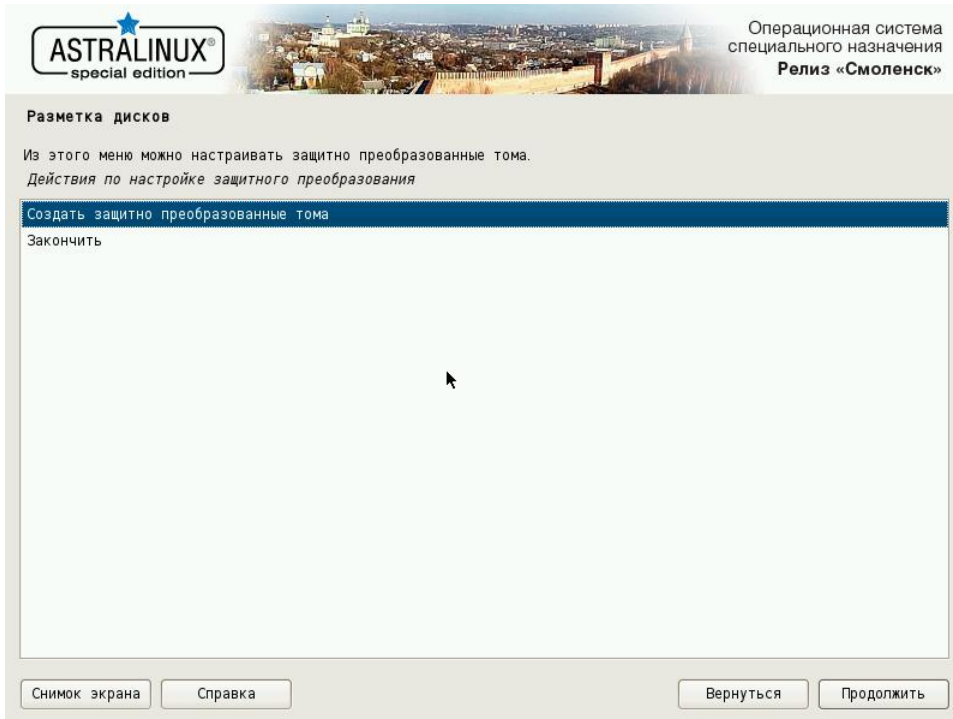 ASTRALINUX®
special edition
Операционная система
специального назначения
Релиз «Смоленск»
Разметка дисков
Из этого меню можно настраивать защитно преобразованные тома.
Действия по настройке защитного преобразования
Создать защитно преобразованные тома
Закончить
Снимок экрана
Справка
Вернуться
Продолжить